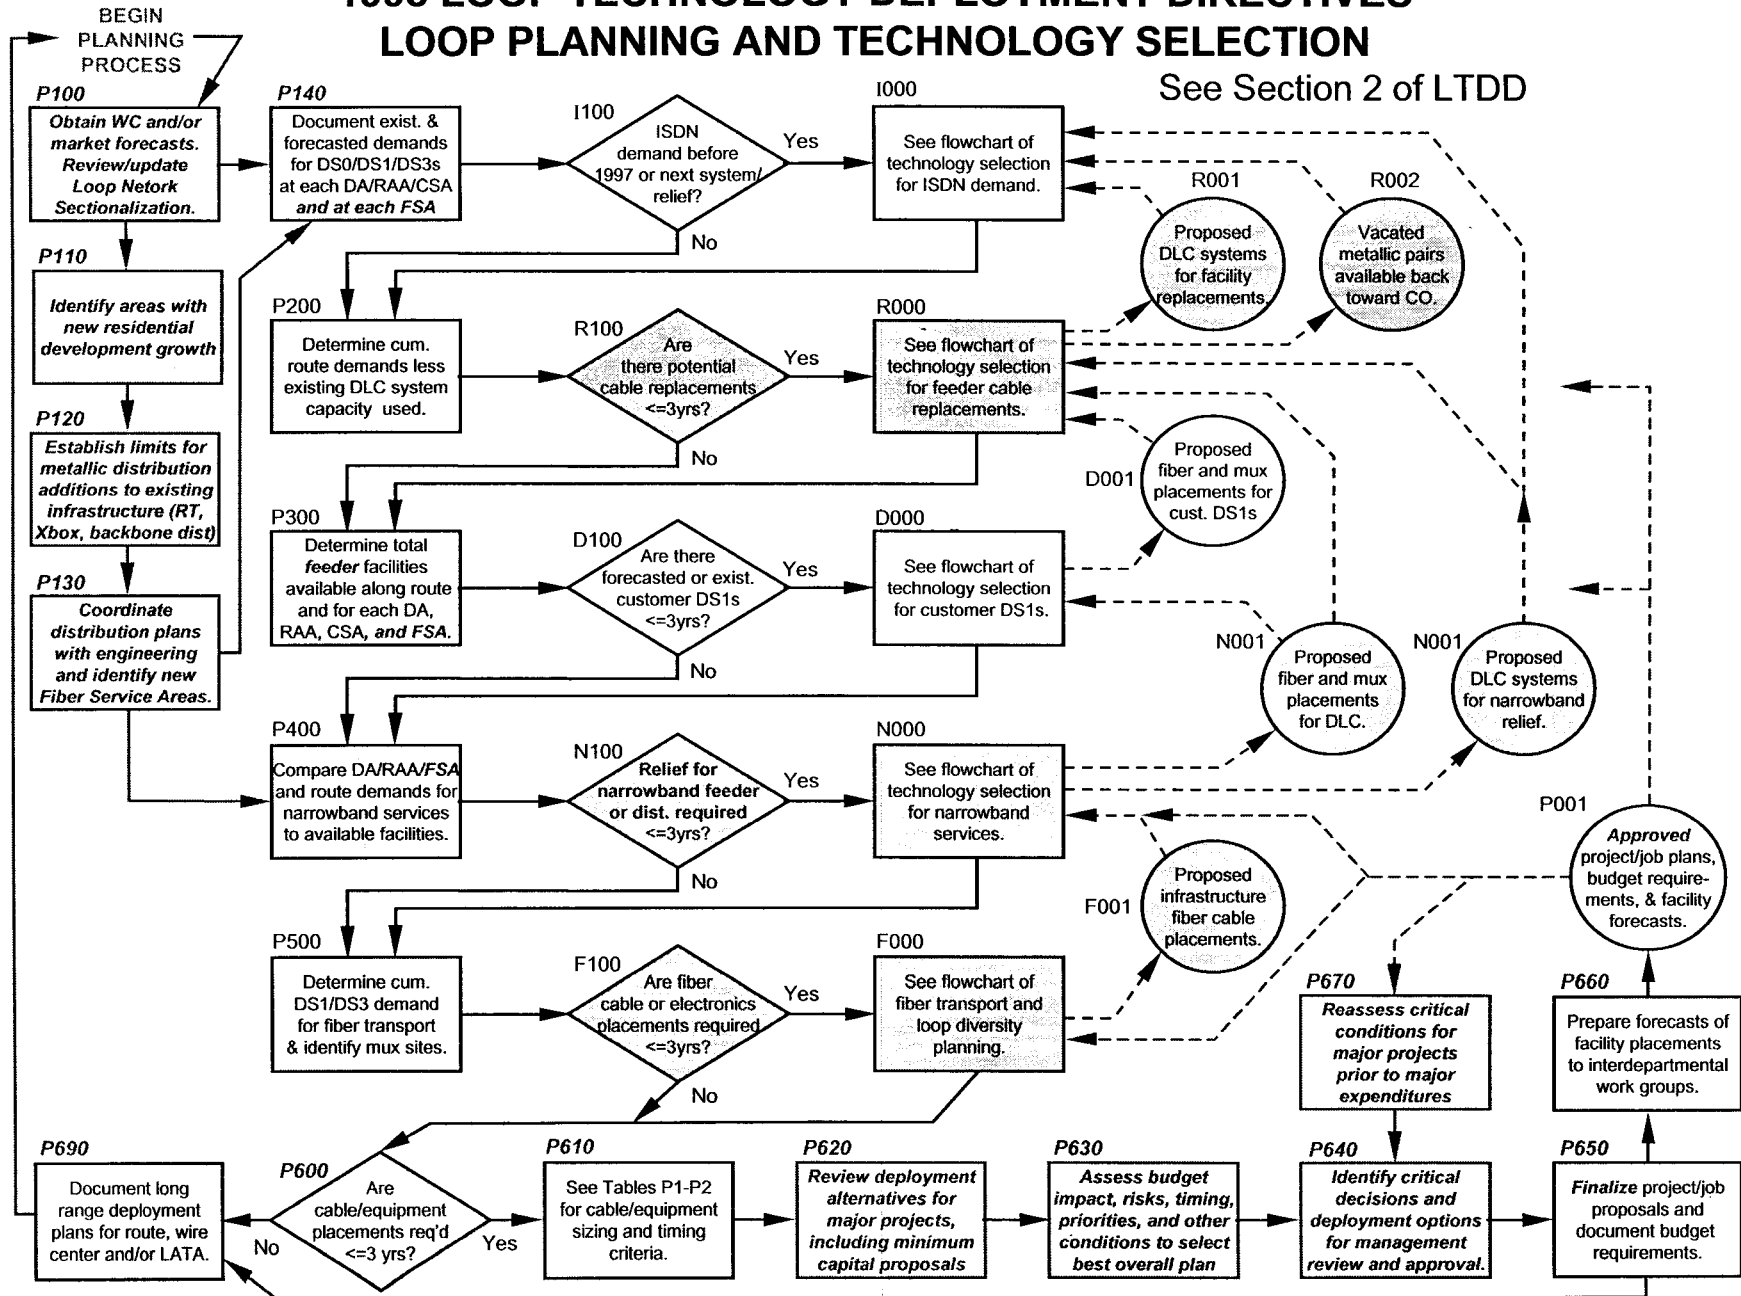 LOOP PLANNING AND TECHNOLOGY SELECTION
See Section 2 of LTDD
BEGIN
PLANNING
PROCESS
P100
Obtain WC and/or
market forecasts.
Review/update
Loop Netork
Sectionalization.
P110
Identify areas with
new residential
development growth
P120
Establish limits for
metallic distribution
additions to existing
infrastructure (RT,
Xbox, backbone dist)
P130
Coordinate
distribution plans
with engineering
and identify new
Fiber Service Areas.
P140
Document exist. &
forecasted demands
for DS0/DS1/DS3s
at each DA/RAA/CSA
and at each FSA
I100
ISDN
demand before
1997 or next system/
relief?
Yes
No
I000
See flowchart of
technology selection
for ISDN demand.
R001
Proposed
DLC systems
for facility
replacements.
R002
Vacated
metallic pairs
available back
toward CO.
P200
Determine cum.
route demands less
existing DLC system
capacity used.
R100
Are
there potential
cable replacements
<=3yrs?
Yes
No
R000
See flowchart of
technology selection
for feeder cable
replacements.
D001
Proposed
fiber and mux
placements for
cust. DS1s
P300
Determine total
feeder facilities
available along route
and for each DA,
RAA, CSA, and FSA.
D100
Are there
forecasted or exist.
customer DS1s
<=3yrs?
Yes
No
D000
See flowchart of
technology selection
for customer DS1s.
N001
Proposed
fiber and mux
placements
for DLC.
N001
Proposed
DLC systems
for narrowband
relief.
P400
Compare DA/RAA/FSA
and route demands for
narrowband services
to available facilities.
N100
Relief for
narrowband feeder
or dist. required
<=3yrs?
Yes
No
N000
See flowchart of
technology selection
for narrowband
services.
F001
Proposed
infrastructure
fiber cable
placements.
P001
Approved
project/job plans,
budget require-
ments, & facility
forecasts.
P500
Determine cum.
DS1/DS3 demand
for fiber transport
& identify mux sites.
F100
Are fiber
cable or electronics
placements required
<=3yrs?
Yes
No
F000
See flowchart of
fiber transport and
loop diversity
planning.
P670
Reassess critical
conditions for
major projects
prior to major
expenditures
P660
Prepare forecasts of
facility placements
to interdepartmental
work groups.
P690
Document long
range deployment
plans for route, wire
center and/or LATA.
P600
Are
cable/equipment
placements req'd
<=3 yrs?
No
Yes
P610
See Tables P1-P2
for cable/equipment
sizing and timing
criteria.
P620
Review deployment
alternatives for
major projects,
including minimum
capital proposals
P630
Assess budget
impact, risks, timing,
priorities, and other
conditions to select
best overall plan
P640
Identify critical
decisions and
deployment options
for management
review and approval.
P650
Finalize project/job
proposals and
document budget
requirements.